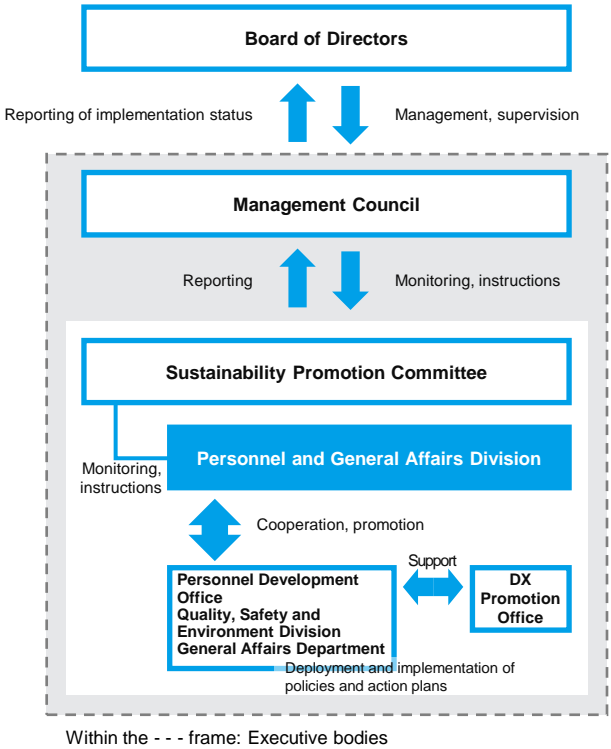 Board of Directors
Reporting of implementation status
Management, supervision
Management Council
Reporting
Monitoring, instructions
Sustainability Promotion Committee
Personnel and General Affairs Division
Monitoring,
instructions
Cooperation, promotion
Support
Personnel Development
Office
Quality, Safety and
Environment Division
General Affairs Department
DX
Promotion
Office
Deployment and implementation of
policies and action plans
Within the - - - frame: Executive bodies